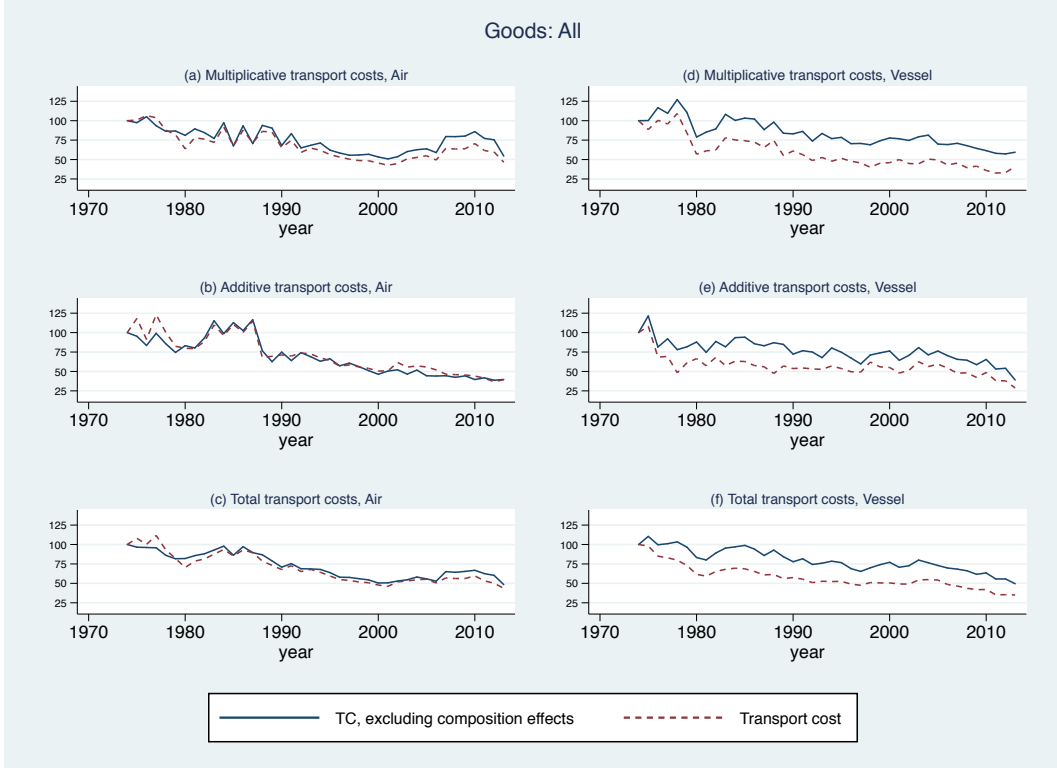 Goods: All
(a) Multiplicative transport costs, Air
125
100
75
50
25
1970 1980 1990 2000 2010
year
(d) Multiplicative transport costs, Vessel
125
100
75
50
25
1970 1980 1990 2000 2010
year
(b) Additive transport costs, Air
125
100
75
50
25
1970 1980 1990 2000 2010
year
(e) Additive transport costs, Vessel
125
100
75
50
25
1970 1980 1990 2000 2010
year
(c) Total transport costs, Air
125
100
75
50
25
1970 1980 1990 2000 2010
year
(f) Total transport costs, Vessel
125
100
75
50
25
1970 1980 1990 2000 2010
year
TC, excluding composition effects Transport cost